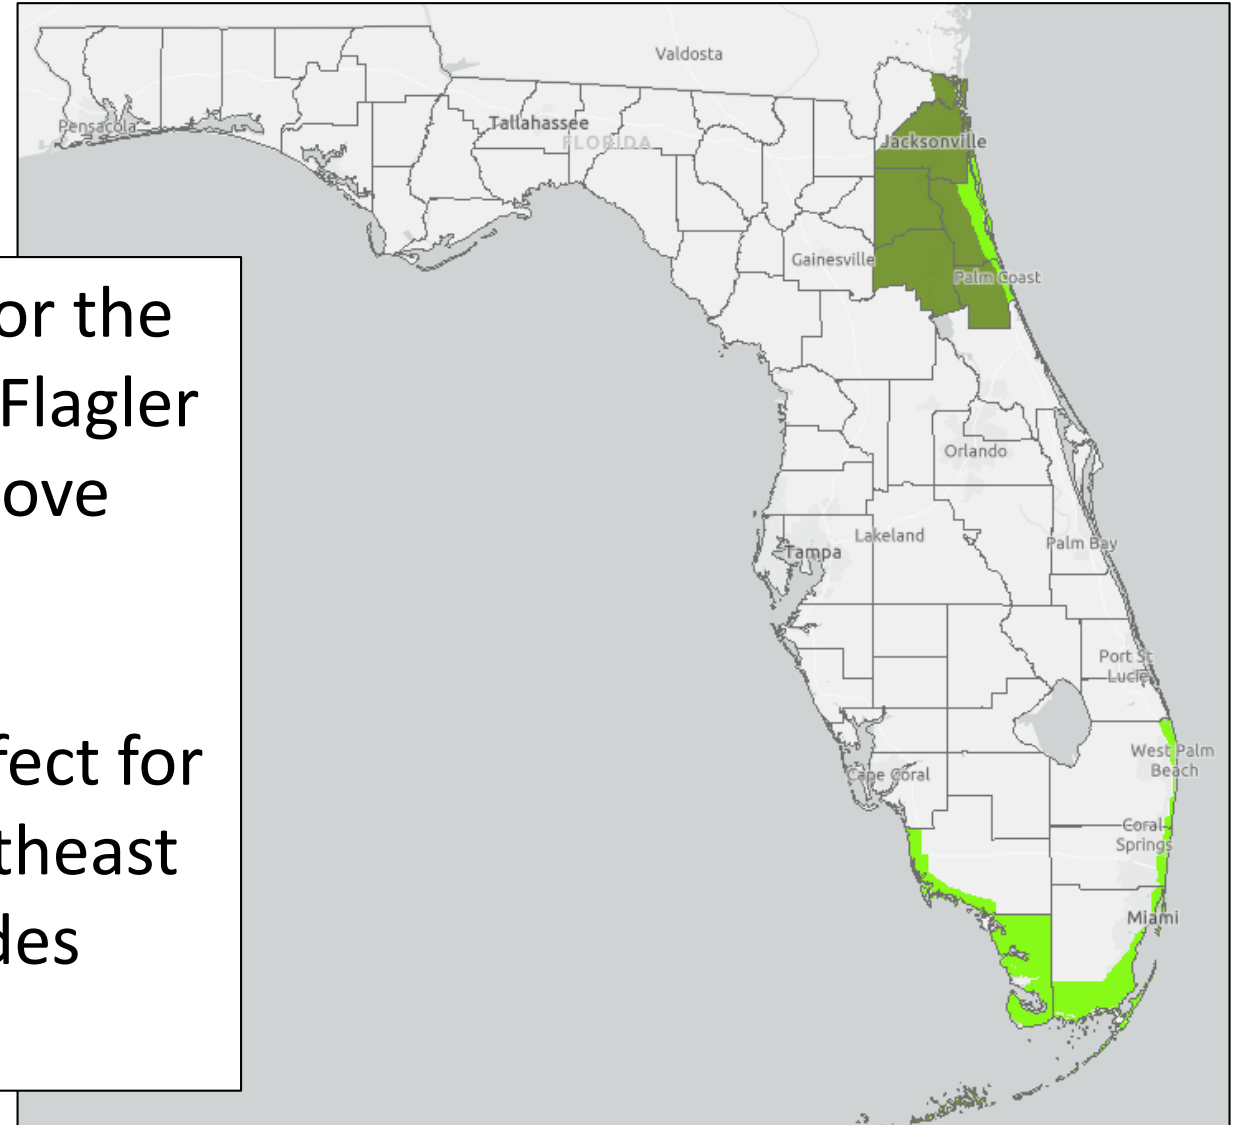 or the
Flagler
ove
fect for
theast
des
Valdosta
Pensacola
Tallahassee
FLORIDA
Jacksonville
Gainesville
Palm Coast
Orlando
Lakeland
Tampa
Palm Bay
Port St
Lucie
West Palm
Beach
Cape Coral
Coral
Springs
Miami